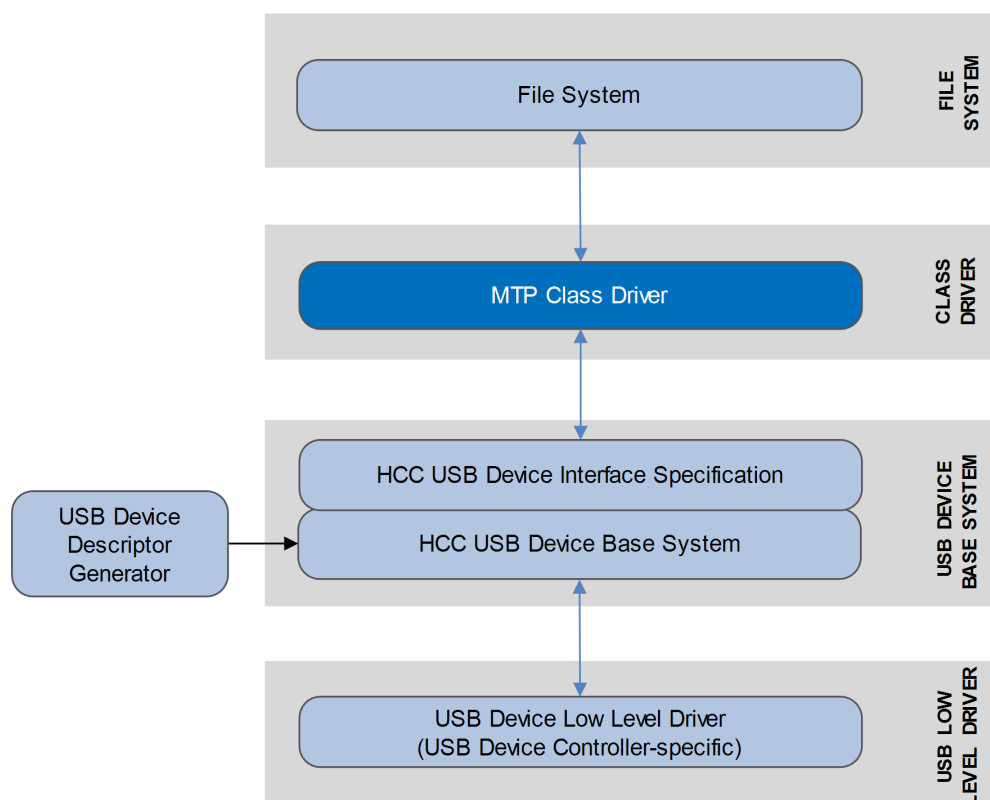 File System
FILE
SYSTEM
MTP Class Driver
CLASS
DRIVER
HCC USB Device Interface Specification
USB Device
Descriptor
Generator
HCC USB Device Base System
USB DEVICE
BASE SYSTEM
USB Device Low Level Driver
(USB Device Controller-specific)
USB LOW
LEVEL DRIVER